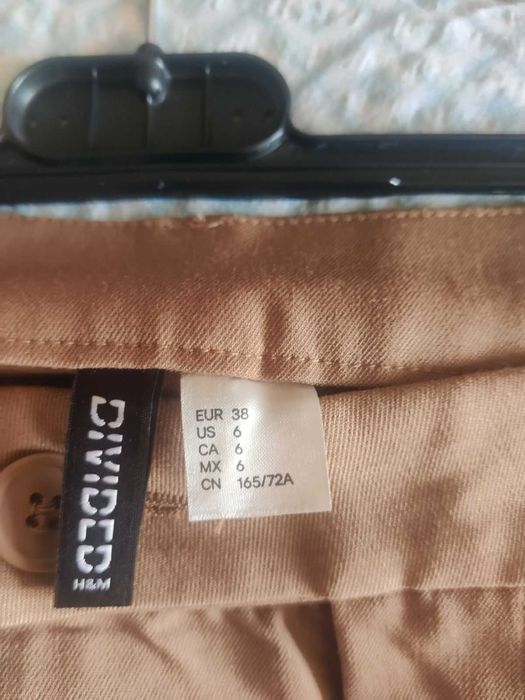 DIVIDED
H&M
EUR 38
US 6
CA 6
MX 6
CN 165/72A